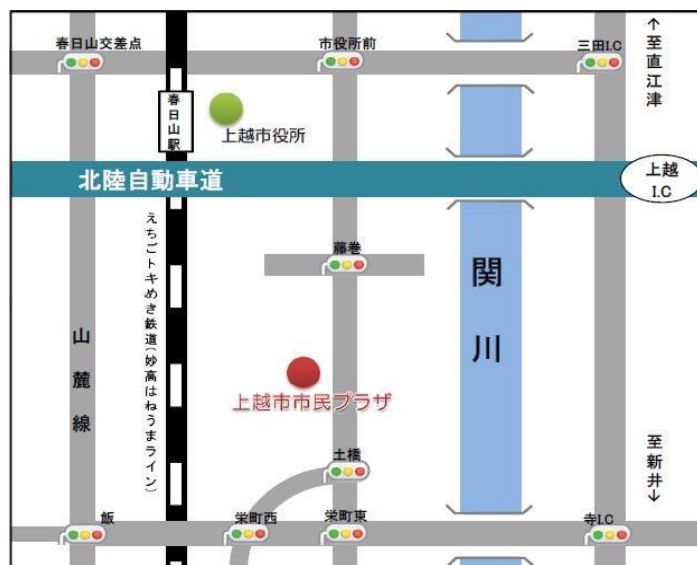 春日山交差点
市役所前
三田I.C
↑至直江津
春日山駅
上越市役所
北陸自動車道
上越
I.C
えちごトキめき鉄道(妙高はねうまライン)
藤巻
関川
山麓線
上越市市民プラザ
土橋
至新井↓
飯
栄町西
栄町東
寺I.C